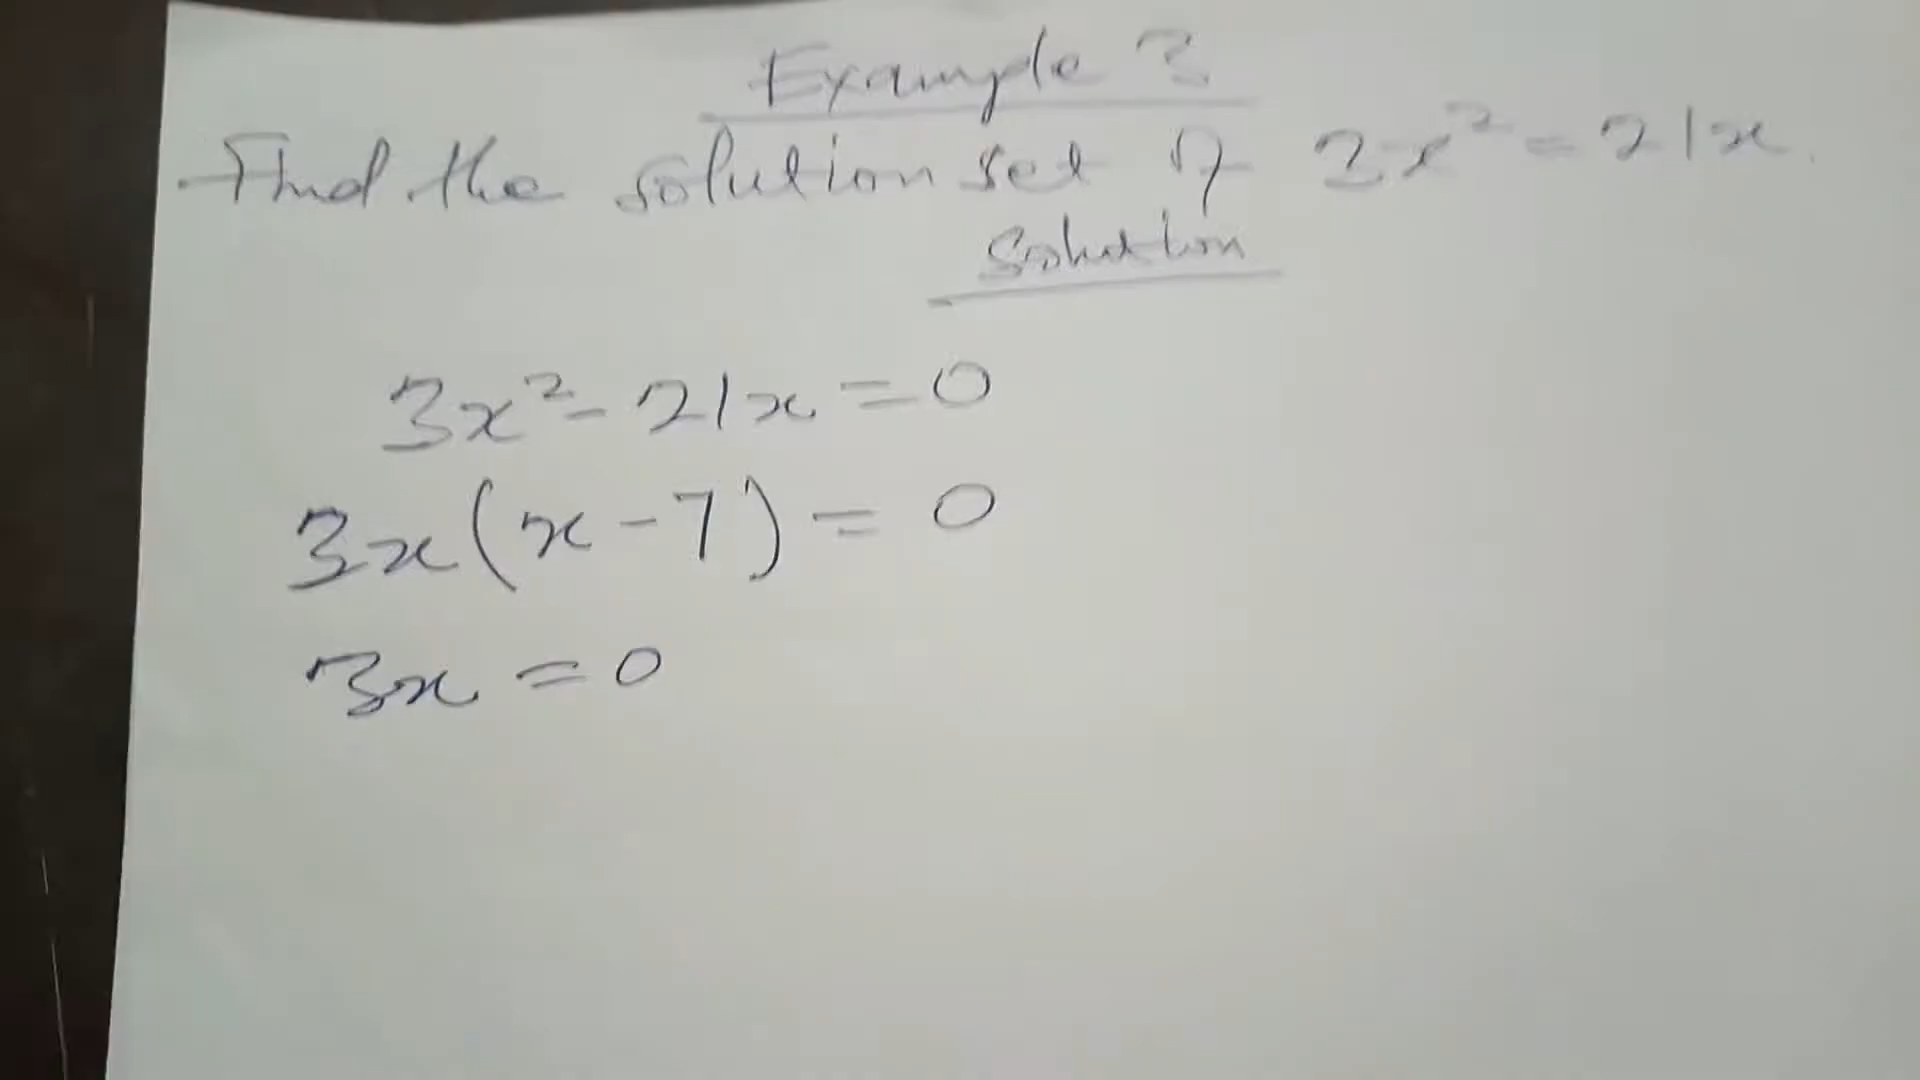 Example 3
Find the solution set of 3x² = 21x.
Solution
3x² - 21x = 0
3x(x - 7) = 0
3x = 0